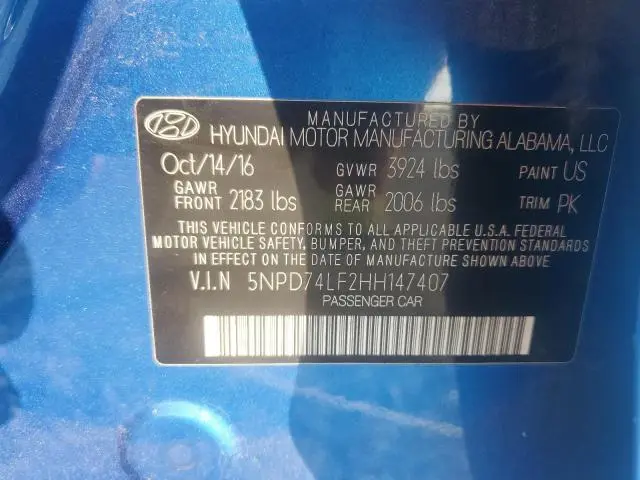 MANUFACTURED BY
HYUNDAI MOTOR MANUFACTURING ALABAMA, LLC
Oct/14/16 GVWR 3924 lbs PAINT US
GAWR FRONT 2183 lbs GAWR REAR 2006 lbs TRIM PK
THIS VEHICLE CONFORMS TO ALL APPLICABLE U.S.A. FEDERAL
MOTOR VEHICLE SAFETY, BUMPER, AND THEFT PREVENTION STANDARDS
IN EFFECT ON THE DATE OF MANUFACTURE SHOWN ABOVE
V.I.N 5NPD74LF2HH147407
PASSENGER CAR